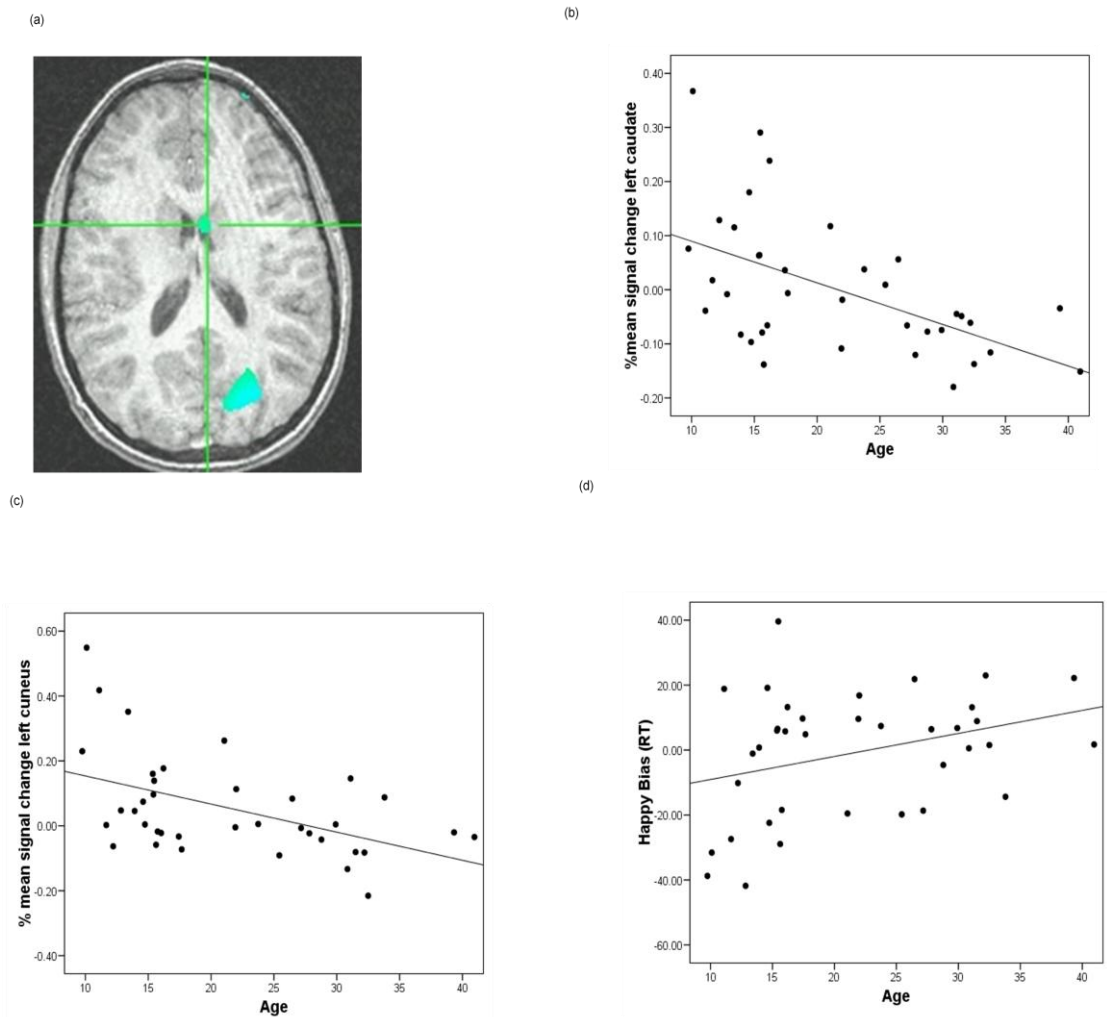 (a)
(b)
%mean signal change left caudate
0.40
0.30
0.20
0.10
0.00
-0.10
-0.20
10 15 20 25 30 35 40
Age
(c)
(d)
% mean signal change left cuneus
0.60
0.40
0.20
0.00
-0.20
-0.40
10 15 20 25 30 35 40
Age
Happy Bias (RT)
40.00
20.00
0.00
-20.00
-40.00
-60.00
10 15 20 25 30 35 40
Age